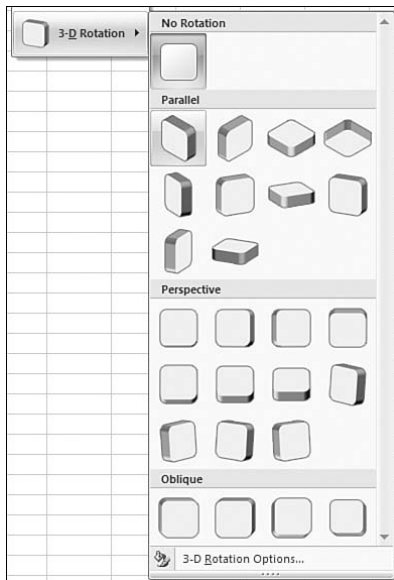 3-D Rotation
No Rotation
Parallel
Perspective
Oblique
3-D Rotation Options...